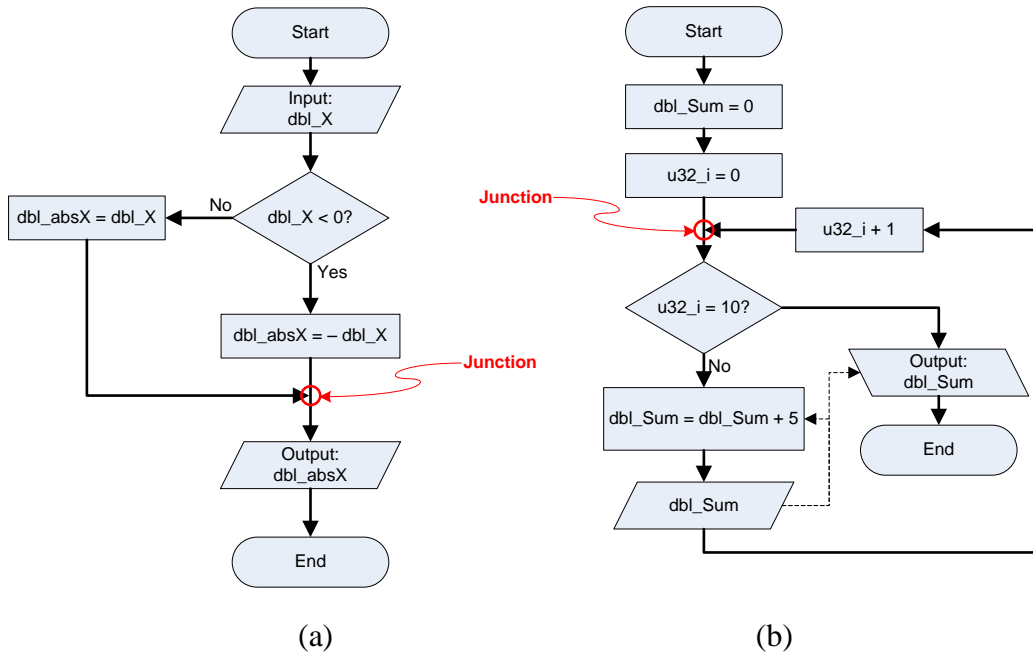 Start
Input:
dbl_X
dbl_X < 0?
No
dbl_absX = dbl_X
Yes
dbl_absX = – dbl_X
Junction
Output:
dbl_absX
End
(a)
Start
dbl_Sum = 0
u32_i = 0
Junction
u32_i + 1
u32_i = 10?
No
Output:
dbl_Sum
dbl_Sum = dbl_Sum + 5
End
dbl_Sum
(b)